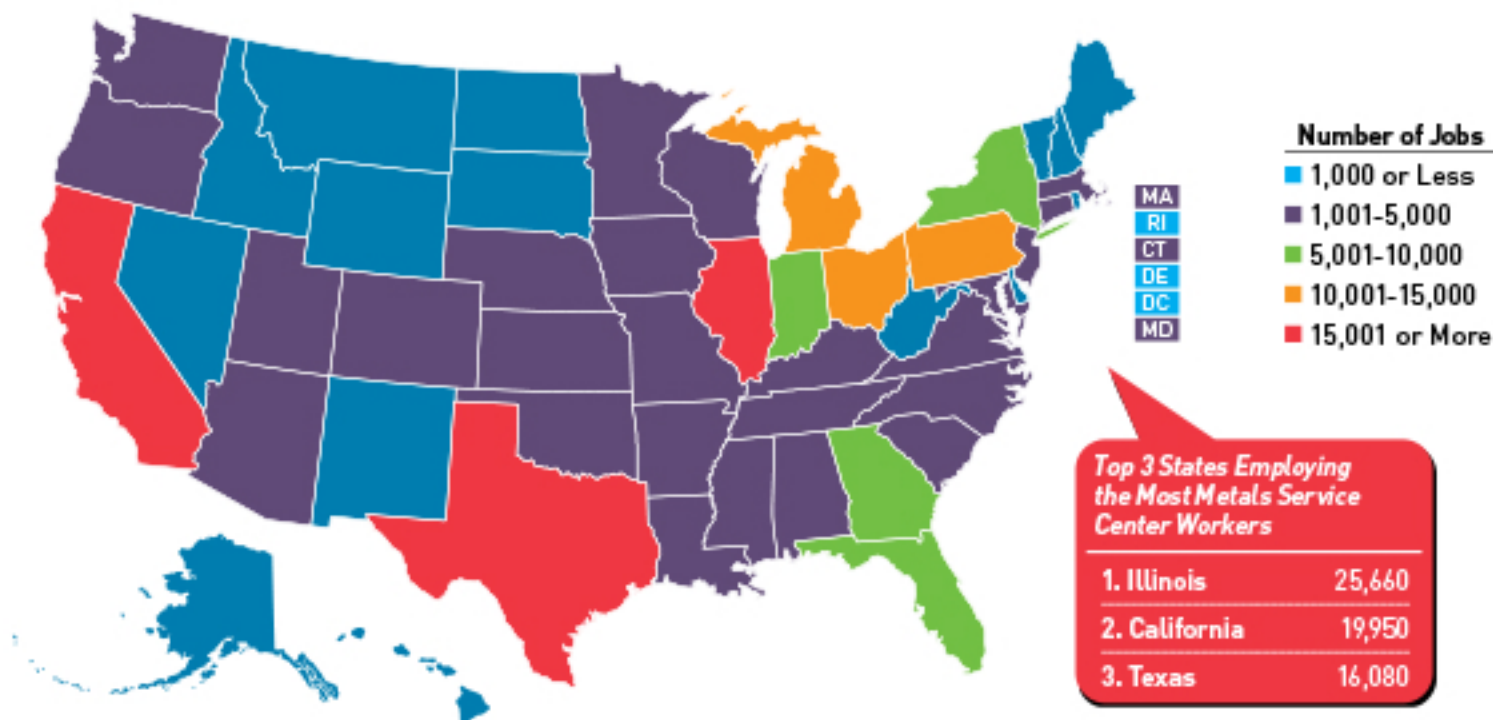 Number of Jobs
1,000 or Less
1,001-5,000
5,001-10,000
10,001-15,000
15,001 or More
MA
RI
CT
DE
DC
MD
Top 3 States Employing
the Most Metals Service
Center Workers
1. Illinois 25,660
2. California 19,950
3. Texas 16,080